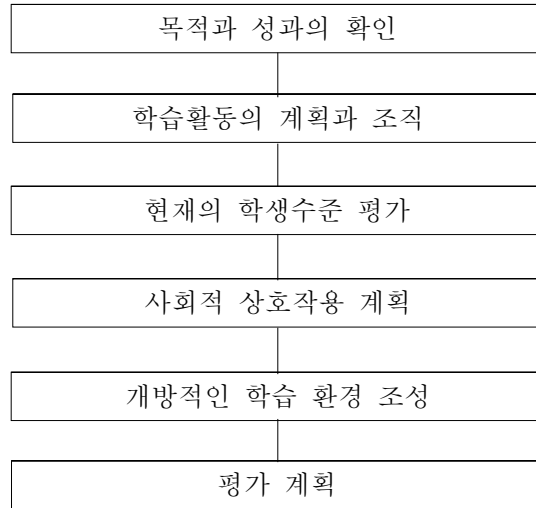 목적과 성과의 확인
학습활동의 계획과 조직
현재의 학생수준 평가
사회적 상호작용 계획
개방적인 학습 환경 조성
평가 계획